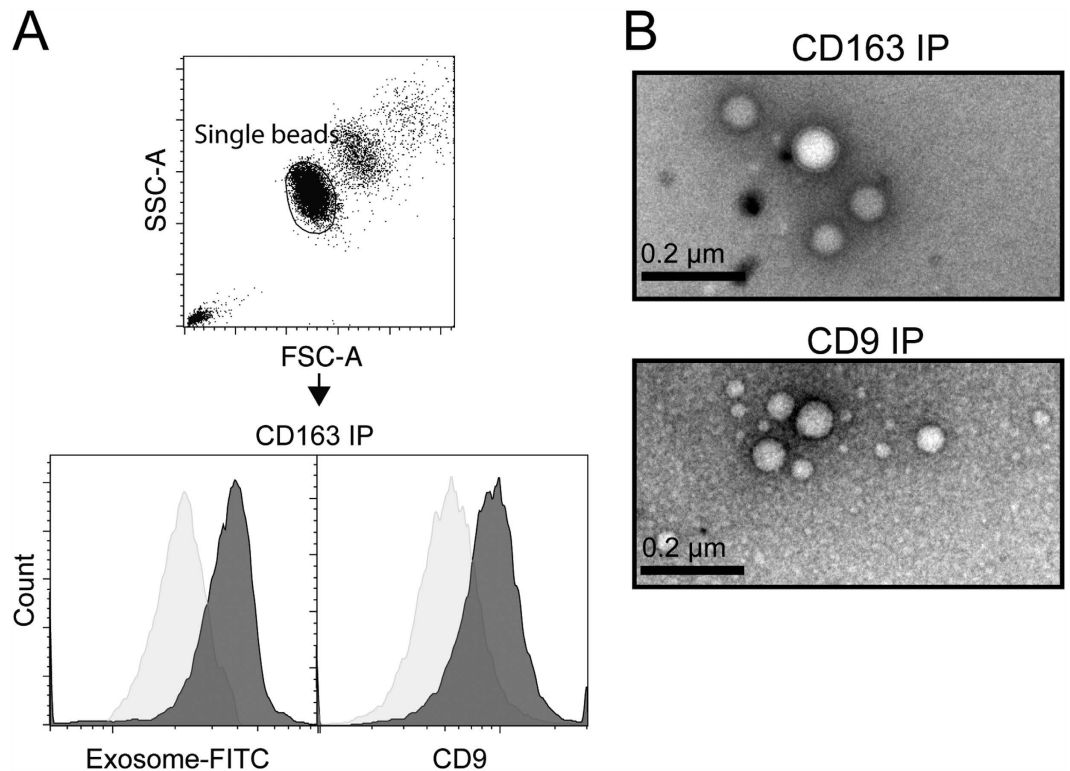 A
SSC-A
Single beads
FSC-A
CD163 IP
Count
Exosome-FITC
CD9
B
CD163 IP
0.2 µm
CD9 IP
0.2 µm